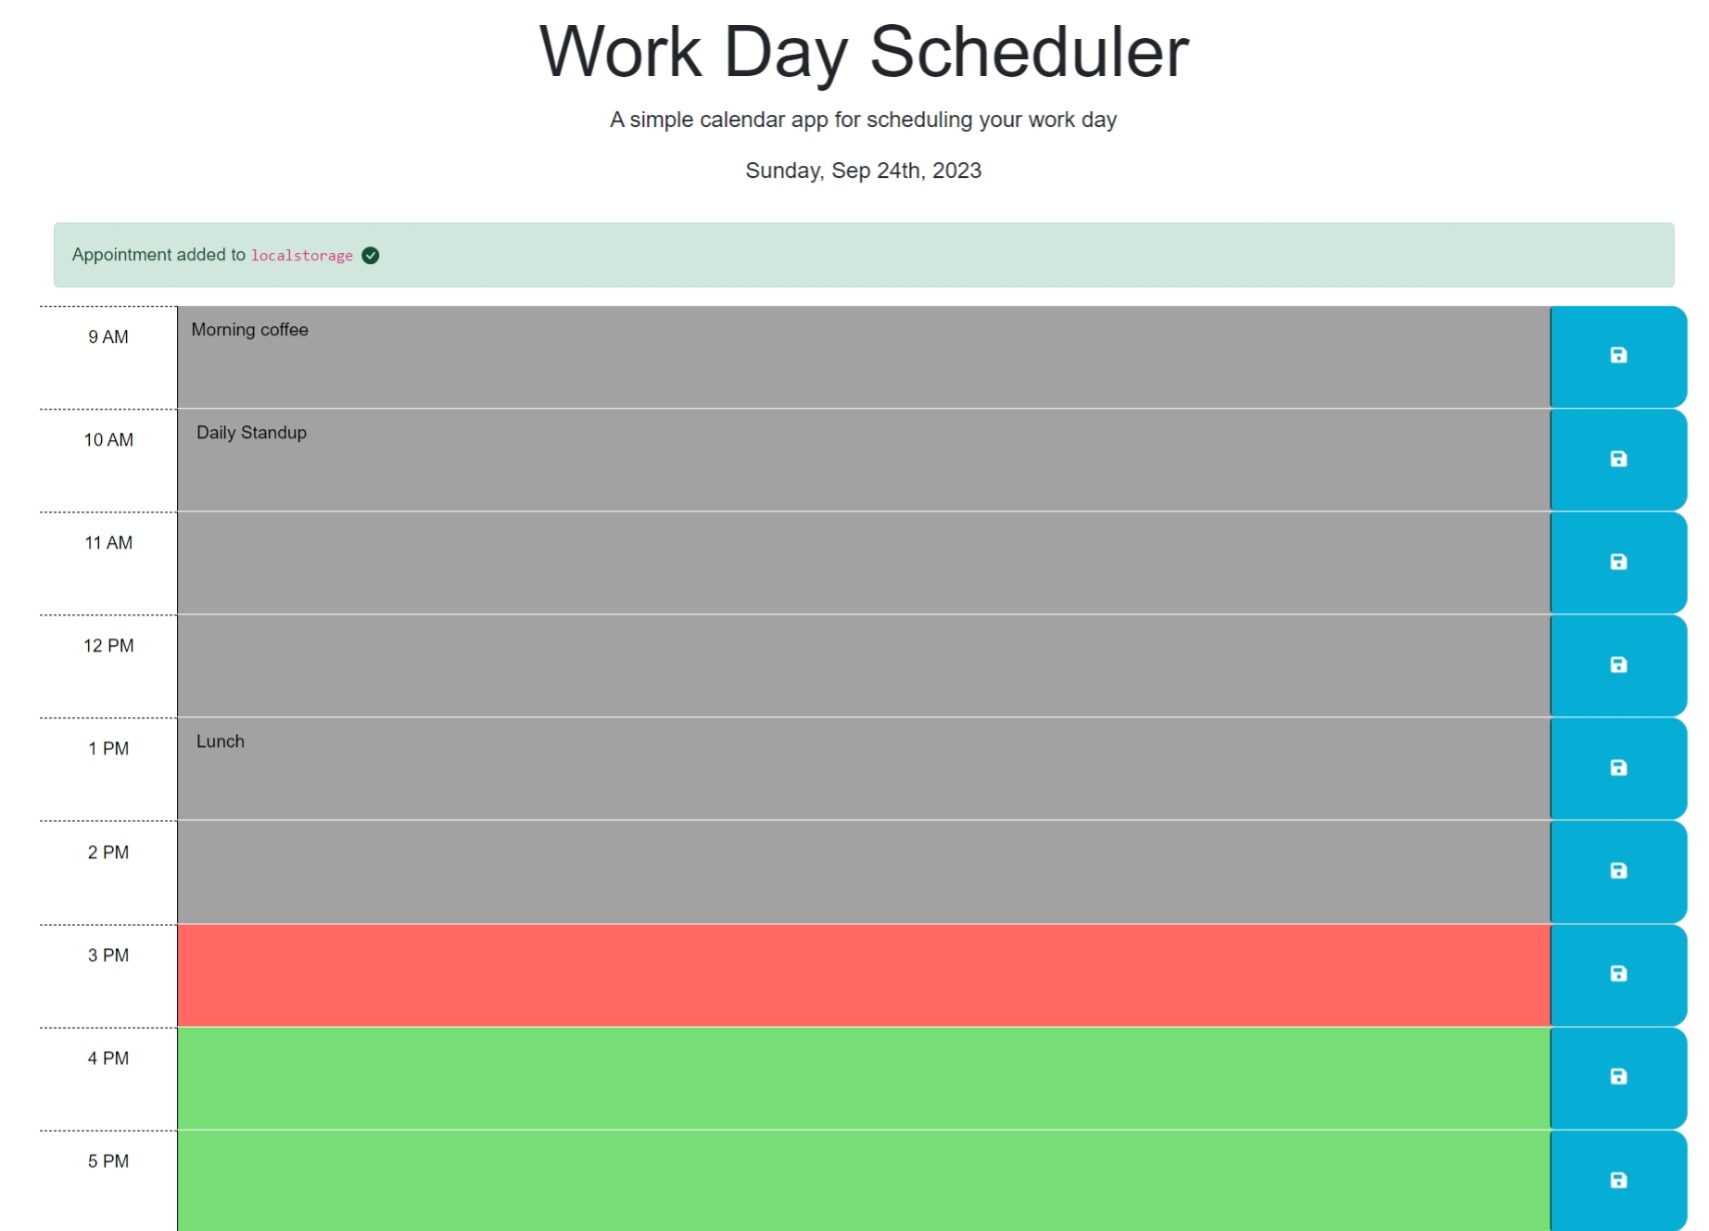 Work Day Scheduler
A simple calendar app for scheduling your work day
Sunday, Sep 24th, 2023
Appointment added to localstorage
9 AM Morning coffee
10 AM Daily Standup
11 AM
12 PM
1 PM Lunch
2 PM
3 PM
4 PM
5 PM